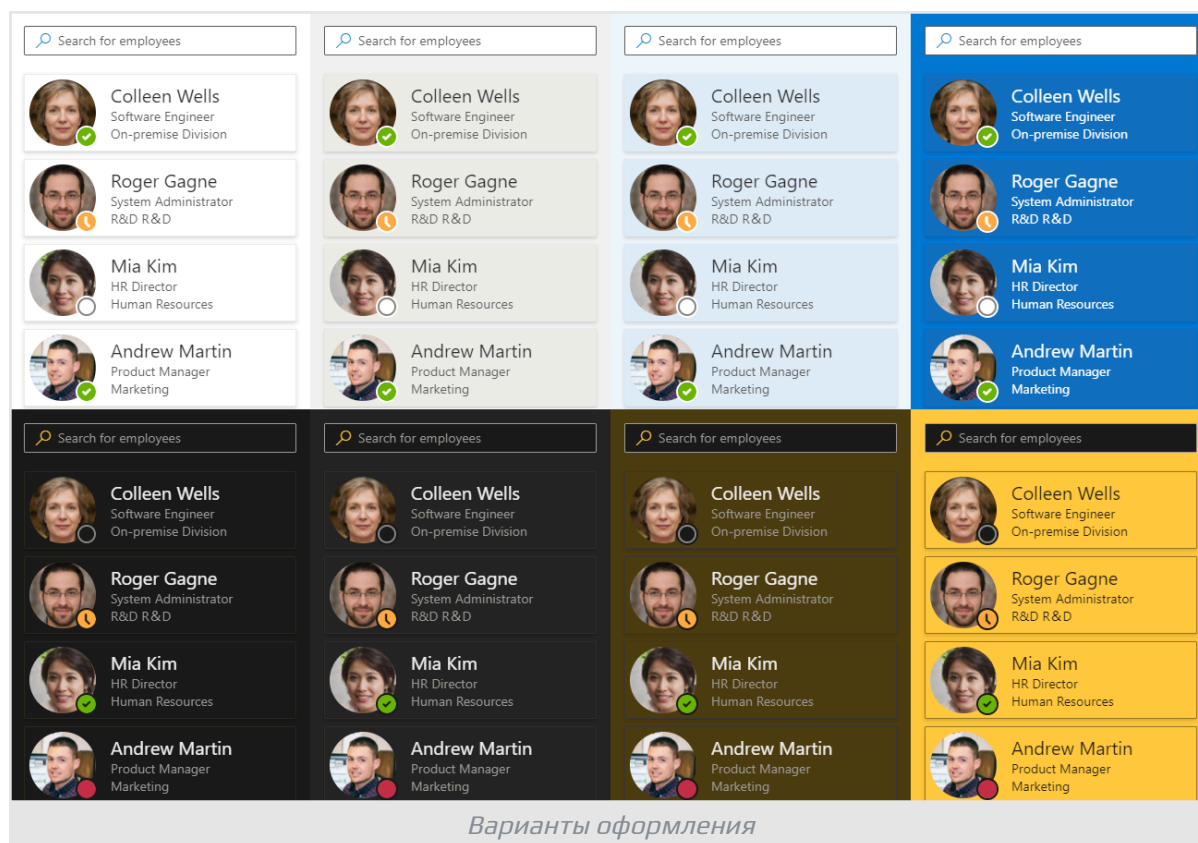 Search for employees
Colleen Wells
Software Engineer
On-premise Division
Roger Gagne
System Administrator
R&D R&D
Mia Kim
HR Director
Human Resources
Andrew Martin
Product Manager
Marketing
Search for employees
Colleen Wells
Software Engineer
On-premise Division
Roger Gagne
System Administrator
R&D R&D
Mia Kim
HR Director
Human Resources
Andrew Martin
Product Manager
Marketing
Search for employees
Colleen Wells
Software Engineer
On-premise Division
Roger Gagne
System Administrator
R&D R&D
Mia Kim
HR Director
Human Resources
Andrew Martin
Product Manager
Marketing
Search for employees
Colleen Wells
Software Engineer
On-premise Division
Roger Gagne
System Administrator
R&D R&D
Mia Kim
HR Director
Human Resources
Andrew Martin
Product Manager
Marketing
Search for employees
Colleen Wells
Software Engineer
On-premise Division
Roger Gagne
System Administrator
R&D R&D
Mia Kim
HR Director
Human Resources
Andrew Martin
Product Manager
Marketing
Search for employees
Colleen Wells
Software Engineer
On-premise Division
Roger Gagne
System Administrator
R&D R&D
Mia Kim
HR Director
Human Resources
Andrew Martin
Product Manager
Marketing
Search for employees
Colleen Wells
Software Engineer
On-premise Division
Roger Gagne
System Administrator
R&D R&D
Mia Kim
HR Director
Human Resources
Andrew Martin
Product Manager
Marketing
Search for employees
Colleen Wells
Software Engineer
On-premise Division
Roger Gagne
System Administrator
R&D R&D
Mia Kim
HR Director
Human Resources
Andrew Martin
Product Manager
Marketing
Варианты оформления